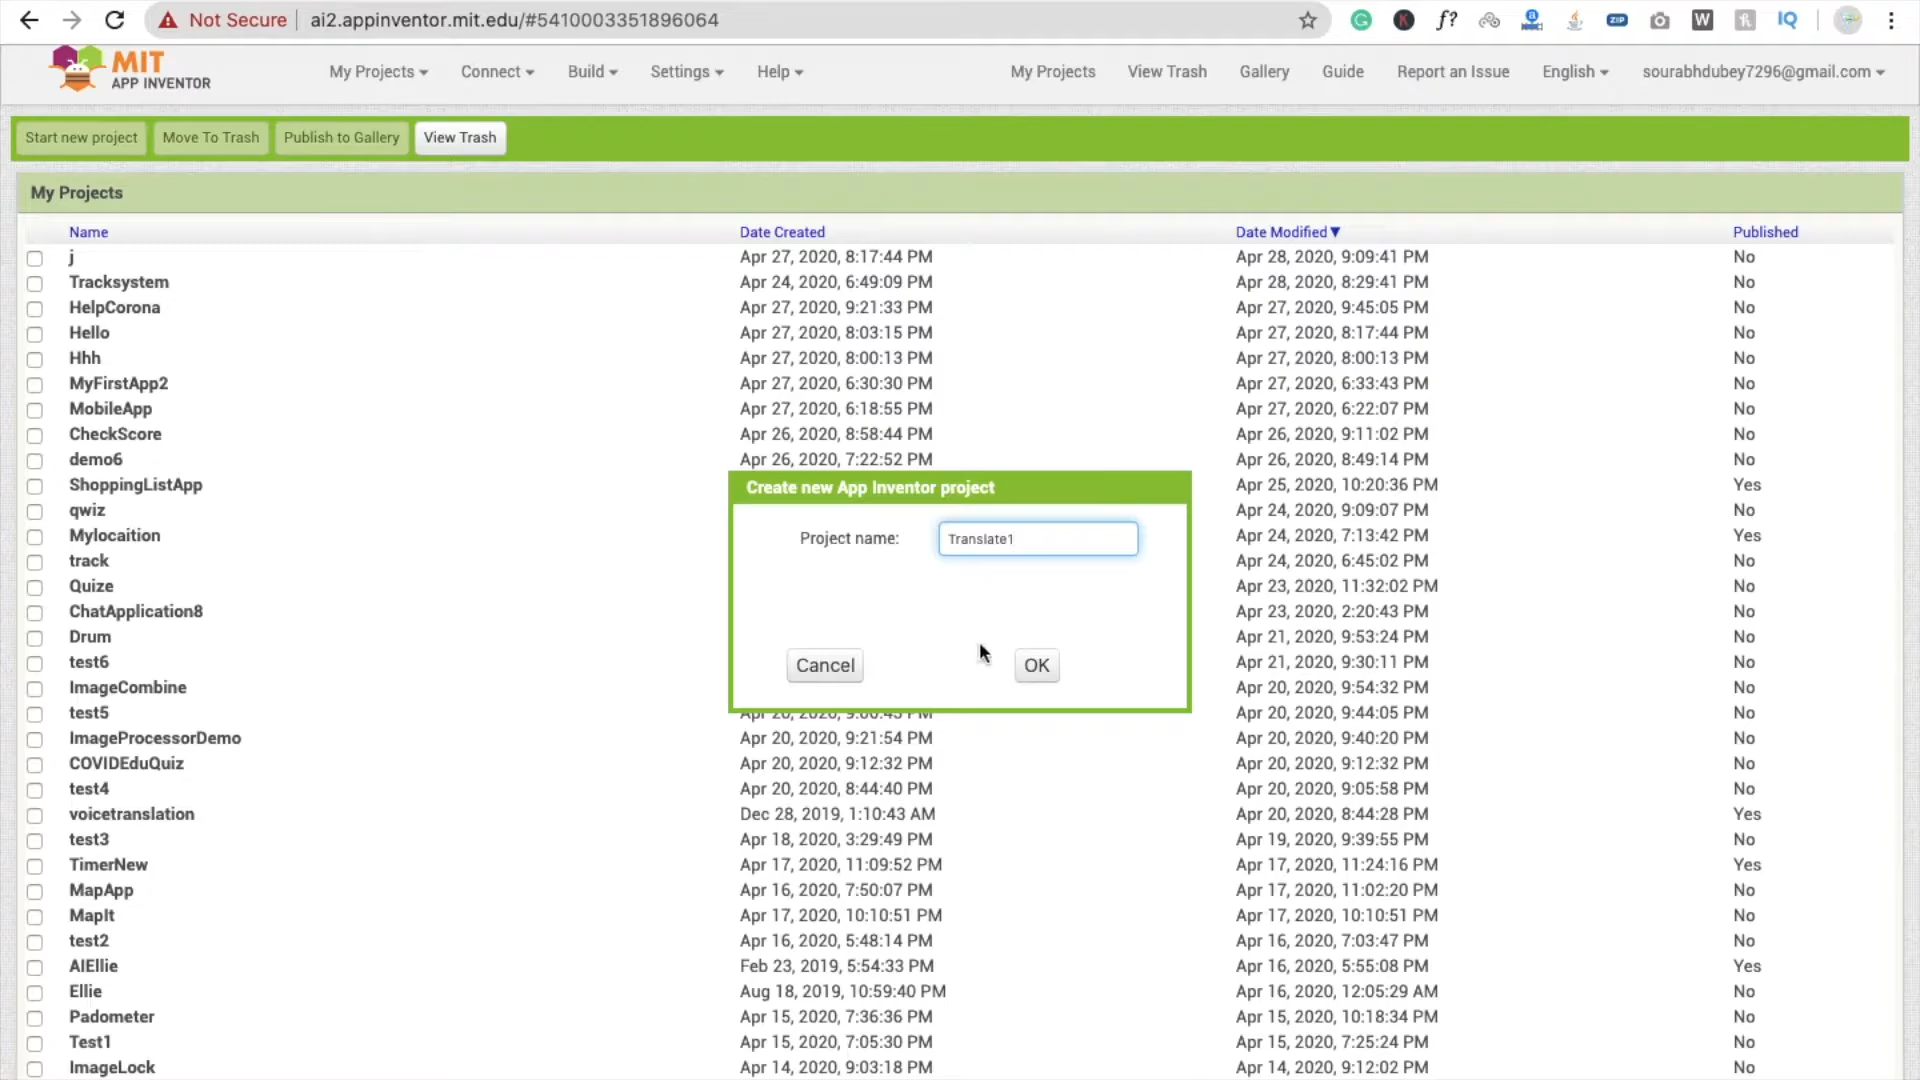 Not Secure | ai2.appinventor.mit.edu/#5410003351896064
K f? a ZIP W IQ
MIT
APP INVENTOR
My Projects Connect Build Settings Help My Projects View Trash Gallery Guide Report an Issue English sourabhdubey7296@gmail.com
Start new project Move To Trash Publish to Gallery View Trash
My Projects
Name Date Created Date Modified▼ Published
j Apr 27, 2020, 8:17:44 PM Apr 28, 2020, 9:09:41 PM No
Tracksystem Apr 24, 2020, 6:49:09 PM Apr 28, 2020, 8:29:41 PM No
HelpCorona Apr 27, 2020, 9:21:33 PM Apr 27, 2020, 9:45:05 PM No
Hello Apr 27, 2020, 8:03:15 PM Apr 27, 2020, 8:17:44 PM No
Hhh Apr 27, 2020, 8:00:13 PM Apr 27, 2020, 8:00:13 PM No
MyFirstApp2 Apr 27, 2020, 6:30:30 PM Apr 27, 2020, 6:33:43 PM No
MobileApp Apr 27, 2020, 6:18:55 PM Apr 27, 2020, 6:22:07 PM No
CheckScore Apr 26, 2020, 8:58:44 PM Apr 26, 2020, 9:11:02 PM No
demo6 Apr 26, 2020, 7:22:52 PM Apr 26, 2020, 8:49:14 PM No
ShoppingListApp Apr 25, 2020, 10:20:36 PM Yes
qwiz Apr 24, 2020, 9:09:07 PM No
Mylocaition Apr 24, 2020, 7:13:42 PM Yes
track Apr 24, 2020, 6:45:02 PM No
Quize Apr 23, 2020, 11:32:02 PM No
ChatApplication8 Apr 23, 2020, 2:20:43 PM No
Drum Apr 21, 2020, 9:53:24 PM No
test6 Apr 21, 2020, 9:30:11 PM No
ImageCombine Apr 20, 2020, 9:54:32 PM No
test5 Apr 20, 2020, 9:44:05 PM No
ImageProcessorDemo Apr 20, 2020, 9:21:54 PM Apr 20, 2020, 9:40:20 PM No
COVIDEduQuiz Apr 20, 2020, 9:12:32 PM Apr 20, 2020, 9:12:32 PM No
test4 Apr 20, 2020, 8:44:40 PM Apr 20, 2020, 9:05:58 PM No
voicetranslation Dec 28, 2019, 1:10:43 AM Apr 20, 2020, 8:44:28 PM Yes
test3 Apr 18, 2020, 3:29:49 PM Apr 19, 2020, 9:39:55 PM No
TimerNew Apr 17, 2020, 11:09:52 PM Apr 17, 2020, 11:24:16 PM Yes
MapApp Apr 16, 2020, 7:50:07 PM Apr 17, 2020, 11:02:20 PM No
MapIt Apr 17, 2020, 10:10:51 PM Apr 17, 2020, 10:10:51 PM No
test2 Apr 16, 2020, 5:48:14 PM Apr 16, 2020, 7:03:47 PM No
AIEllie Feb 23, 2019, 5:54:33 PM Apr 16, 2020, 5:55:08 PM Yes
Ellie Aug 18, 2019, 10:59:40 PM Apr 16, 2020, 12:05:29 AM No
Padometer Apr 15, 2020, 7:36:36 PM Apr 15, 2020, 10:18:34 PM No
Test1 Apr 15, 2020, 7:05:30 PM Apr 15, 2020, 7:25:24 PM No
ImageLock Apr 14, 2020, 9:03:18 PM Apr 14, 2020, 9:12:02 PM No
Create new App Inventor project
Project name: Translate1
Cancel OK